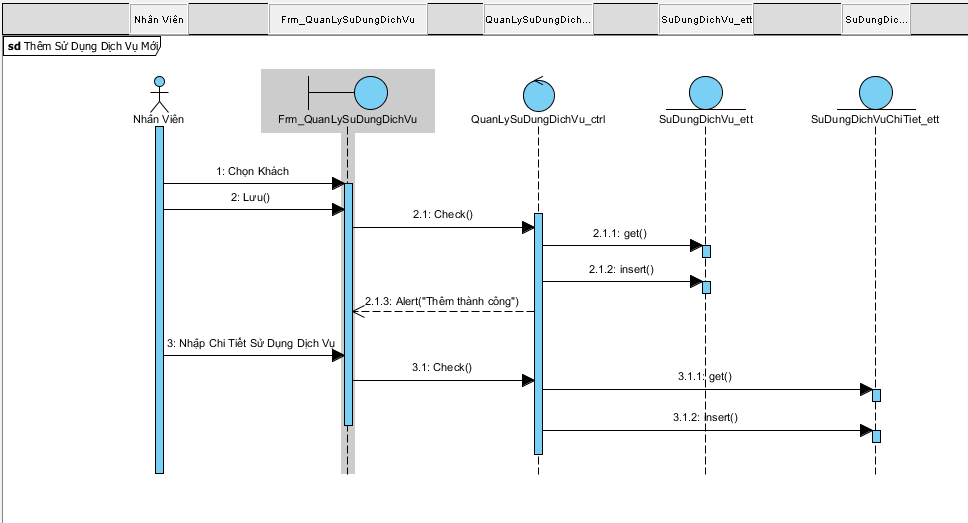 Nhân Viên
Frm_QuanLySuDungDichVu
QuanLySuDungDich...
SuDungDichVu_ett
SuDungDic...
sd Thêm Sử Dụng Dịch Vụ Mới
Nhân Viên
Frm_QuanLySuDungDichVu
QuanLySuDungDichVu_ctrl
SuDungDichVu_ett
SuDungDichVuChiTiet_ett
1: Chọn Khách
2: Lưu()
2.1: Check()
2.1.1: get()
2.1.2: insert()
2.1.3: Alert("Thêm thành công")
3: Nhập Chi Tiết Sử Dụng Dịch Vụ
3.1: Check()
3.1.1: get()
3.1.2: insert()